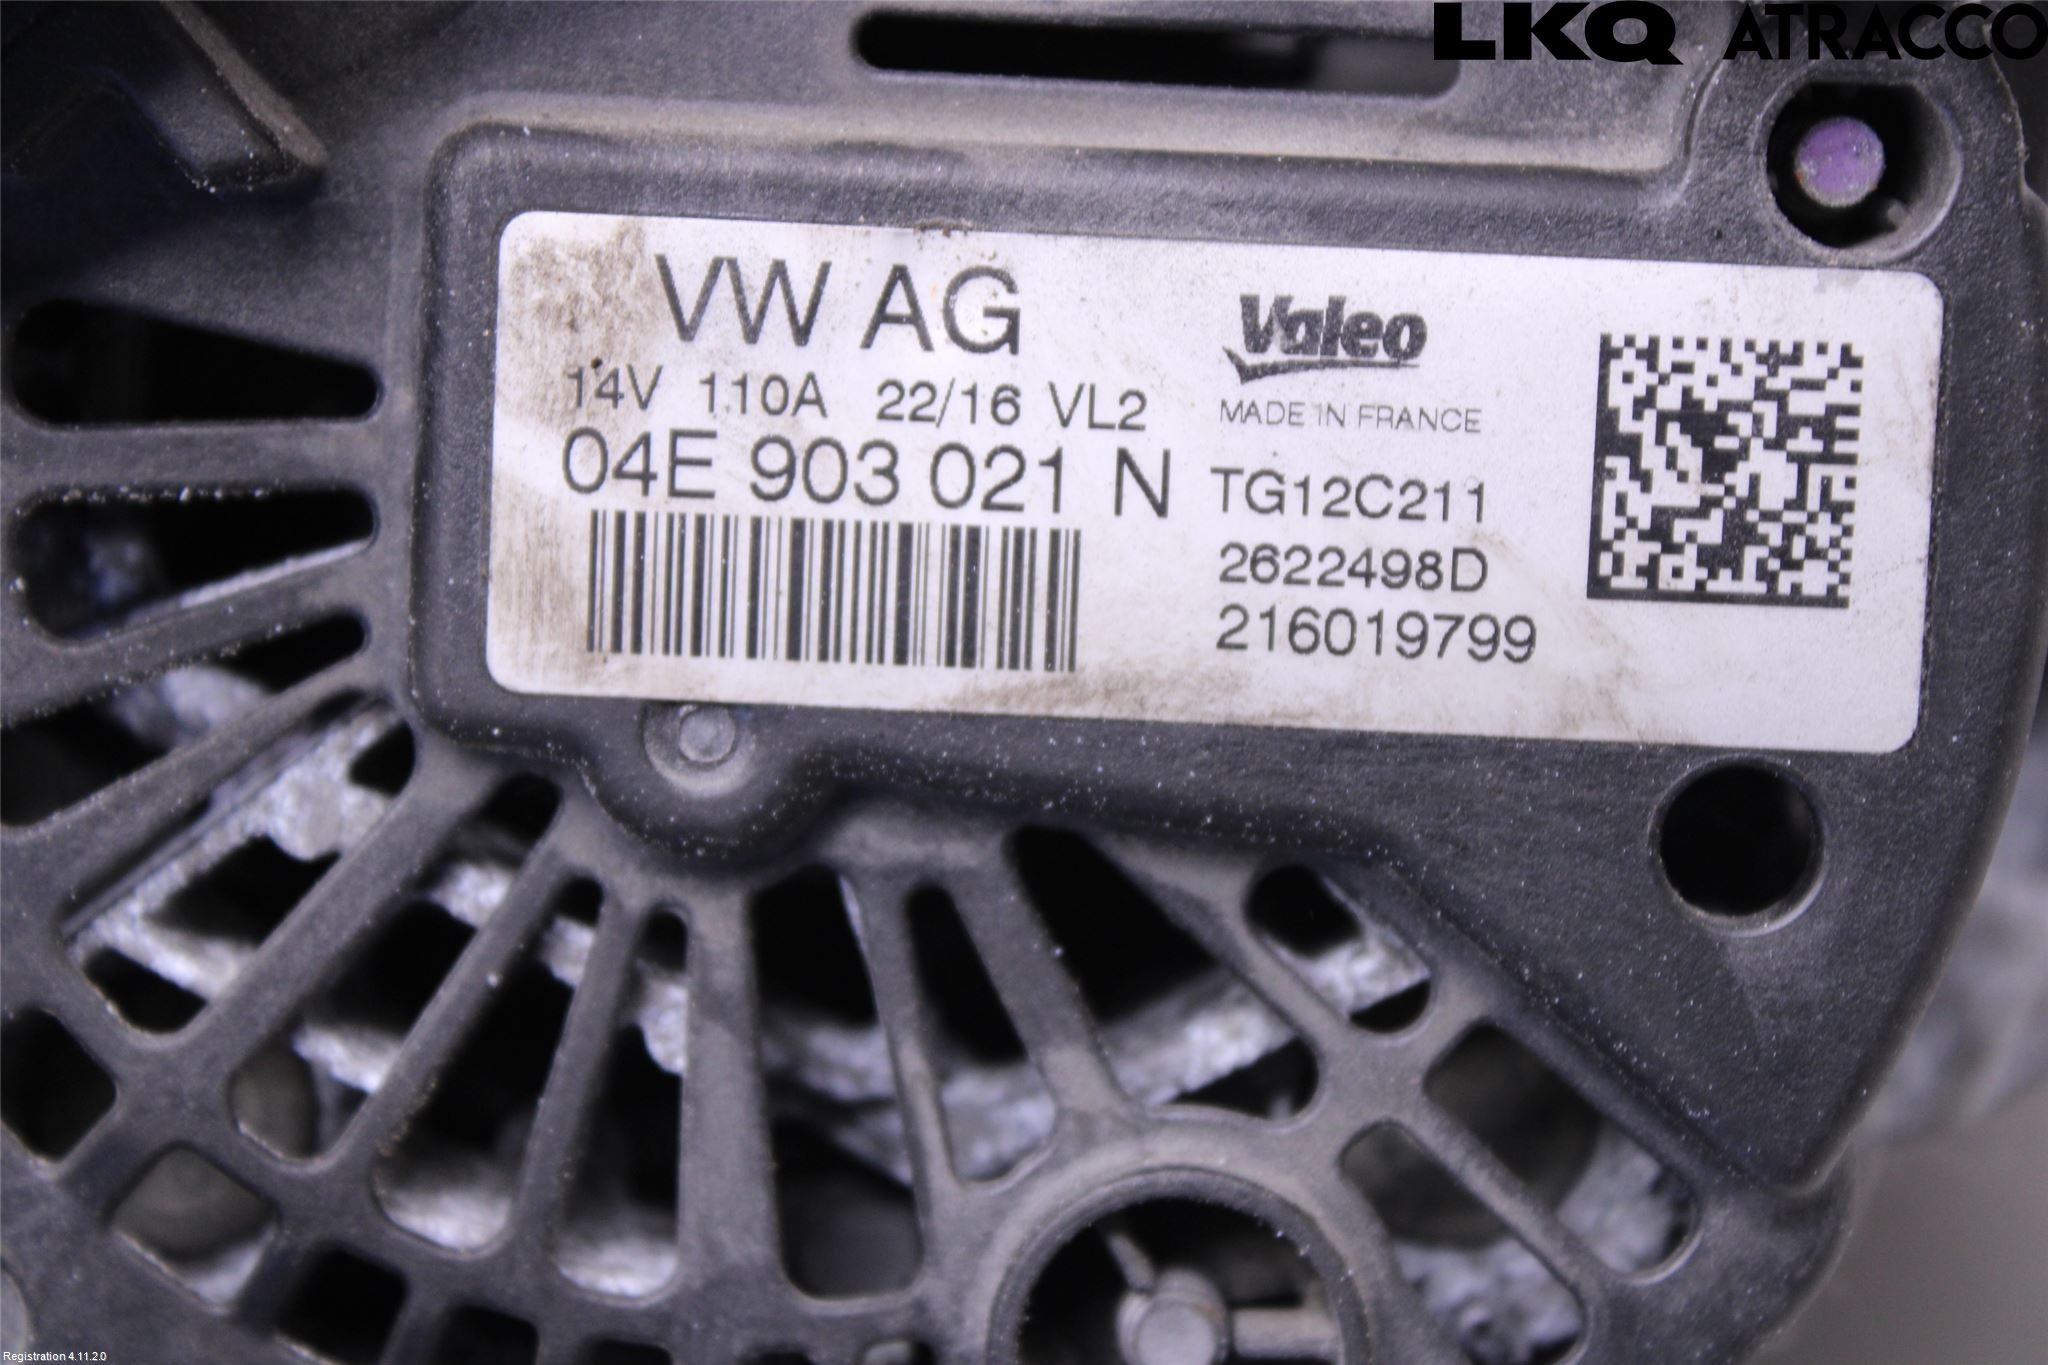 LKQ ATRACCO
VW AG
14V 110A 22/16 VL2
04E 903 021 N
Valeo
MADE IN FRANCE
TG12C211
2622498D
216019799
Registration 4.11.2.0